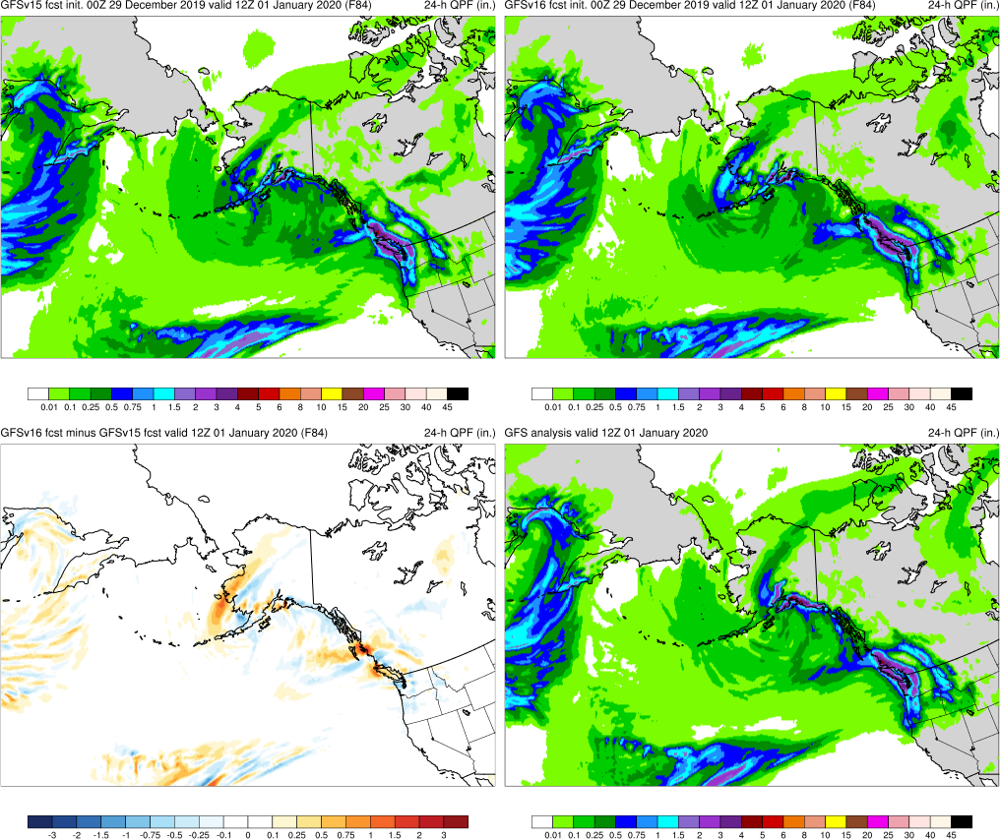 GFSv15 fcst init. 00Z 29 December 2019 valid 12Z 01 January 2020 (F84) 24-h QPF (in.)
GFSv16 fcst init. 00Z 29 December 2019 valid 12Z 01 January 2020 (F84) 24-h QPF (in.)
0.01 0.1 0.25 0.5 0.75 1 1.5 2 3 4 5 6 8 10 15 20 25 30 40 45
0.01 0.1 0.25 0.5 0.75 1 1.5 2 3 4 5 6 8 10 15 20 25 30 40 45
GFSv16 fcst minus GFSv15 fcst valid 12Z 01 January 2020 (F84) 24-h QPF (in.)
GFS analysis valid 12Z 01 January 2020 24-h QPF (in.)
-3 -2 -1.5 -1 -0.75 -0.5 -0.25 -0.1 0 0.1 0.25 0.5 0.75 1 1.5 2 3
0.01 0.1 0.25 0.5 0.75 1 1.5 2 3 4 5 6 8 10 15 20 25 30 40 45